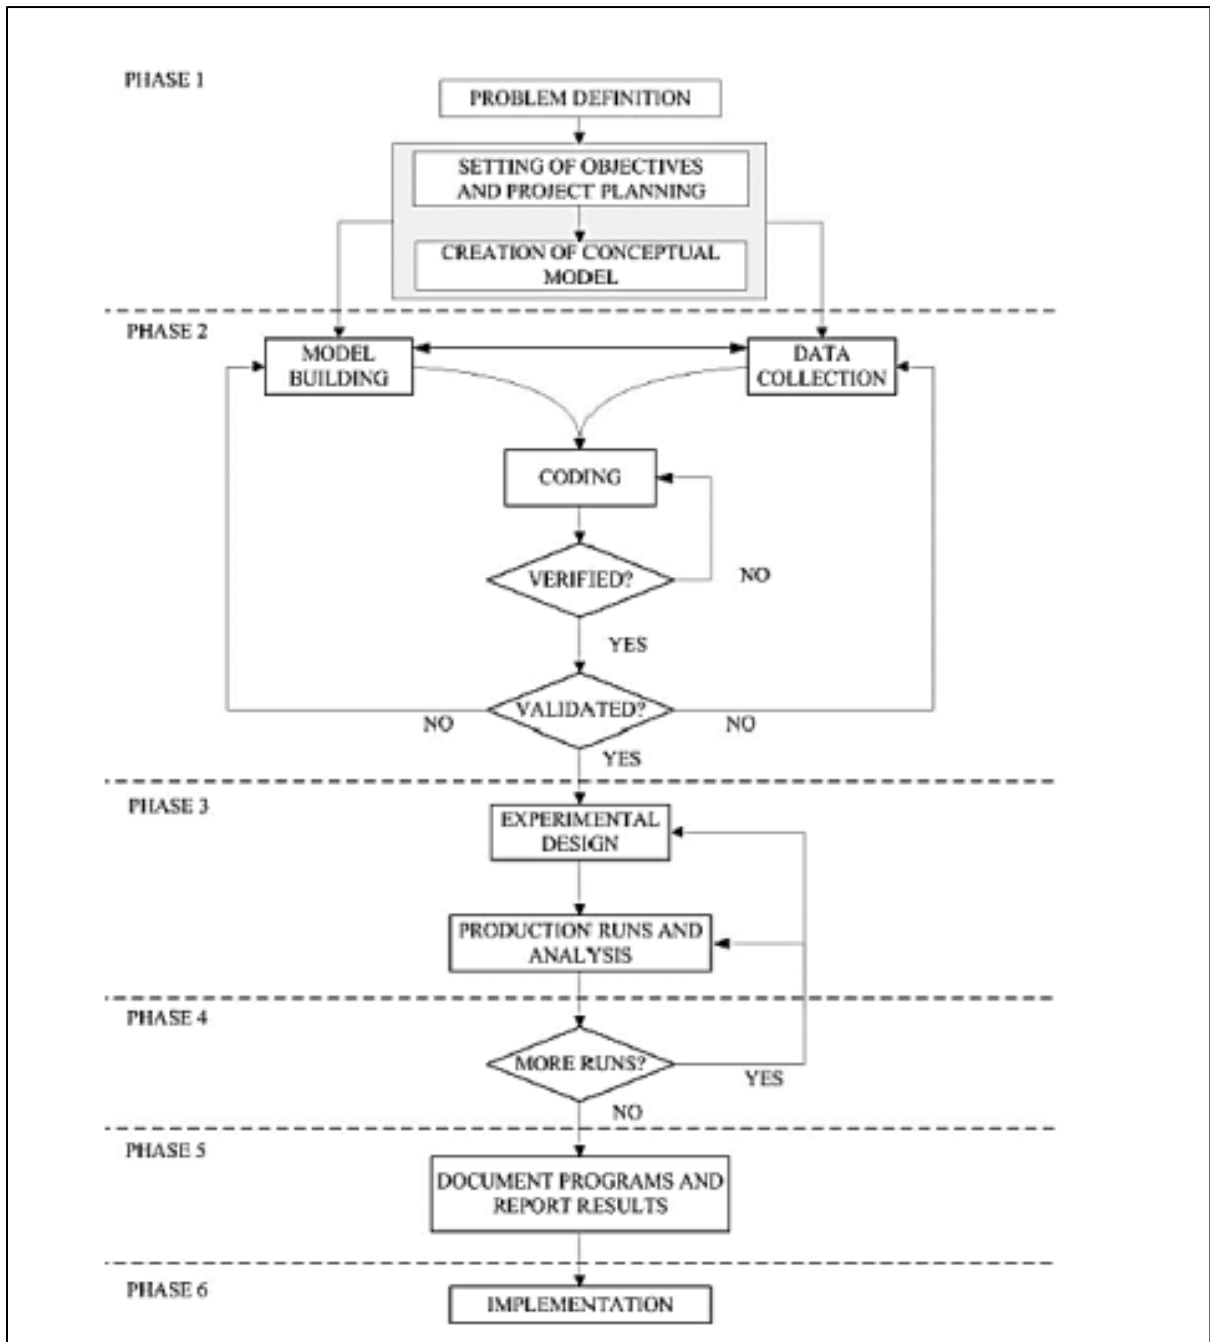 PHASE 1
PROBLEM DEFINITION
SETTING OF OBJECTIVES
AND PROJECT PLANNING
CREATION OF CONCEPTUAL
MODEL
PHASE 2
MODEL
BUILDING
DATA
COLLECTION
CODING
VERIFIED?
NO
YES
VALIDATED?
NO
NO
YES
PHASE 3
EXPERIMENTAL
DESIGN
PRODUCTION RUNS AND
ANALYSIS
PHASE 4
MORE RUNS?
YES
NO
PHASE 5
DOCUMENT PROGRAMS AND
REPORT RESULTS
PHASE 6
IMPLEMENTATION